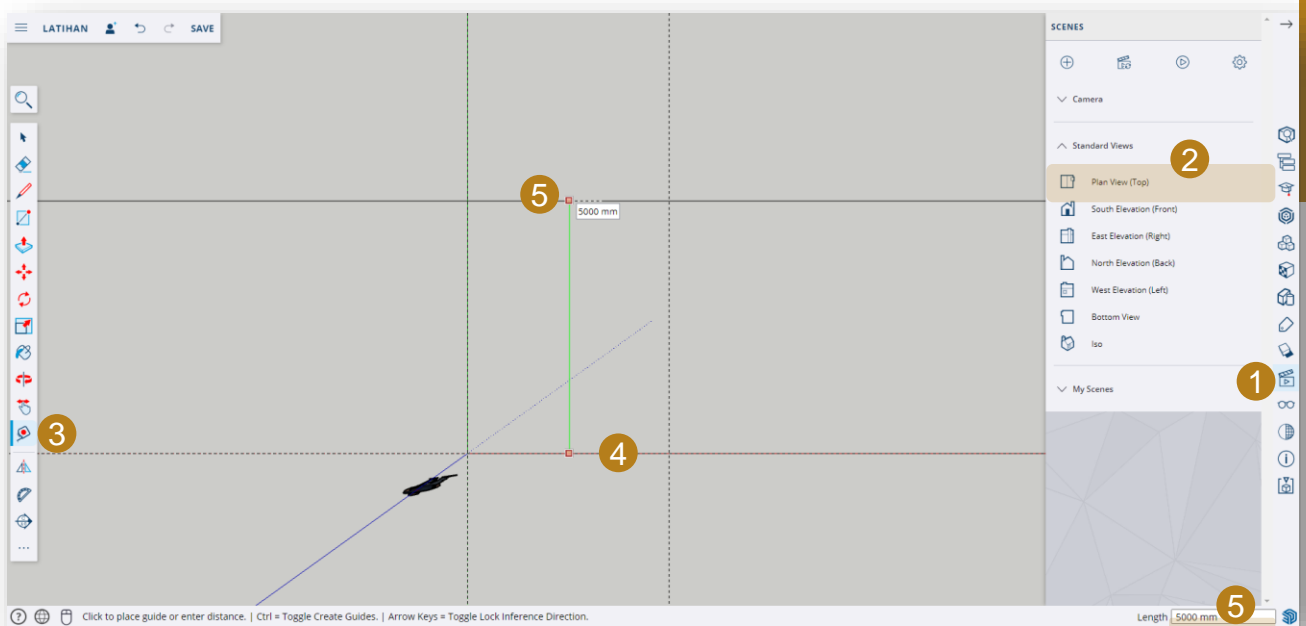 LATIHAN
SAVE
SCENES
Camera
Standard Views
2
Plan View (Top)
South Elevation (Front)
East Elevation (Right)
North Elevation (Back)
West Elevation (Left)
Bottom View
Iso
1
My Scenes
5
5000 mm
3
4
Click to place guide or enter distance. | Ctrl = Toggle Create Guides. | Arrow Keys = Toggle Lock Inference Direction.
Length 5000 mm
5